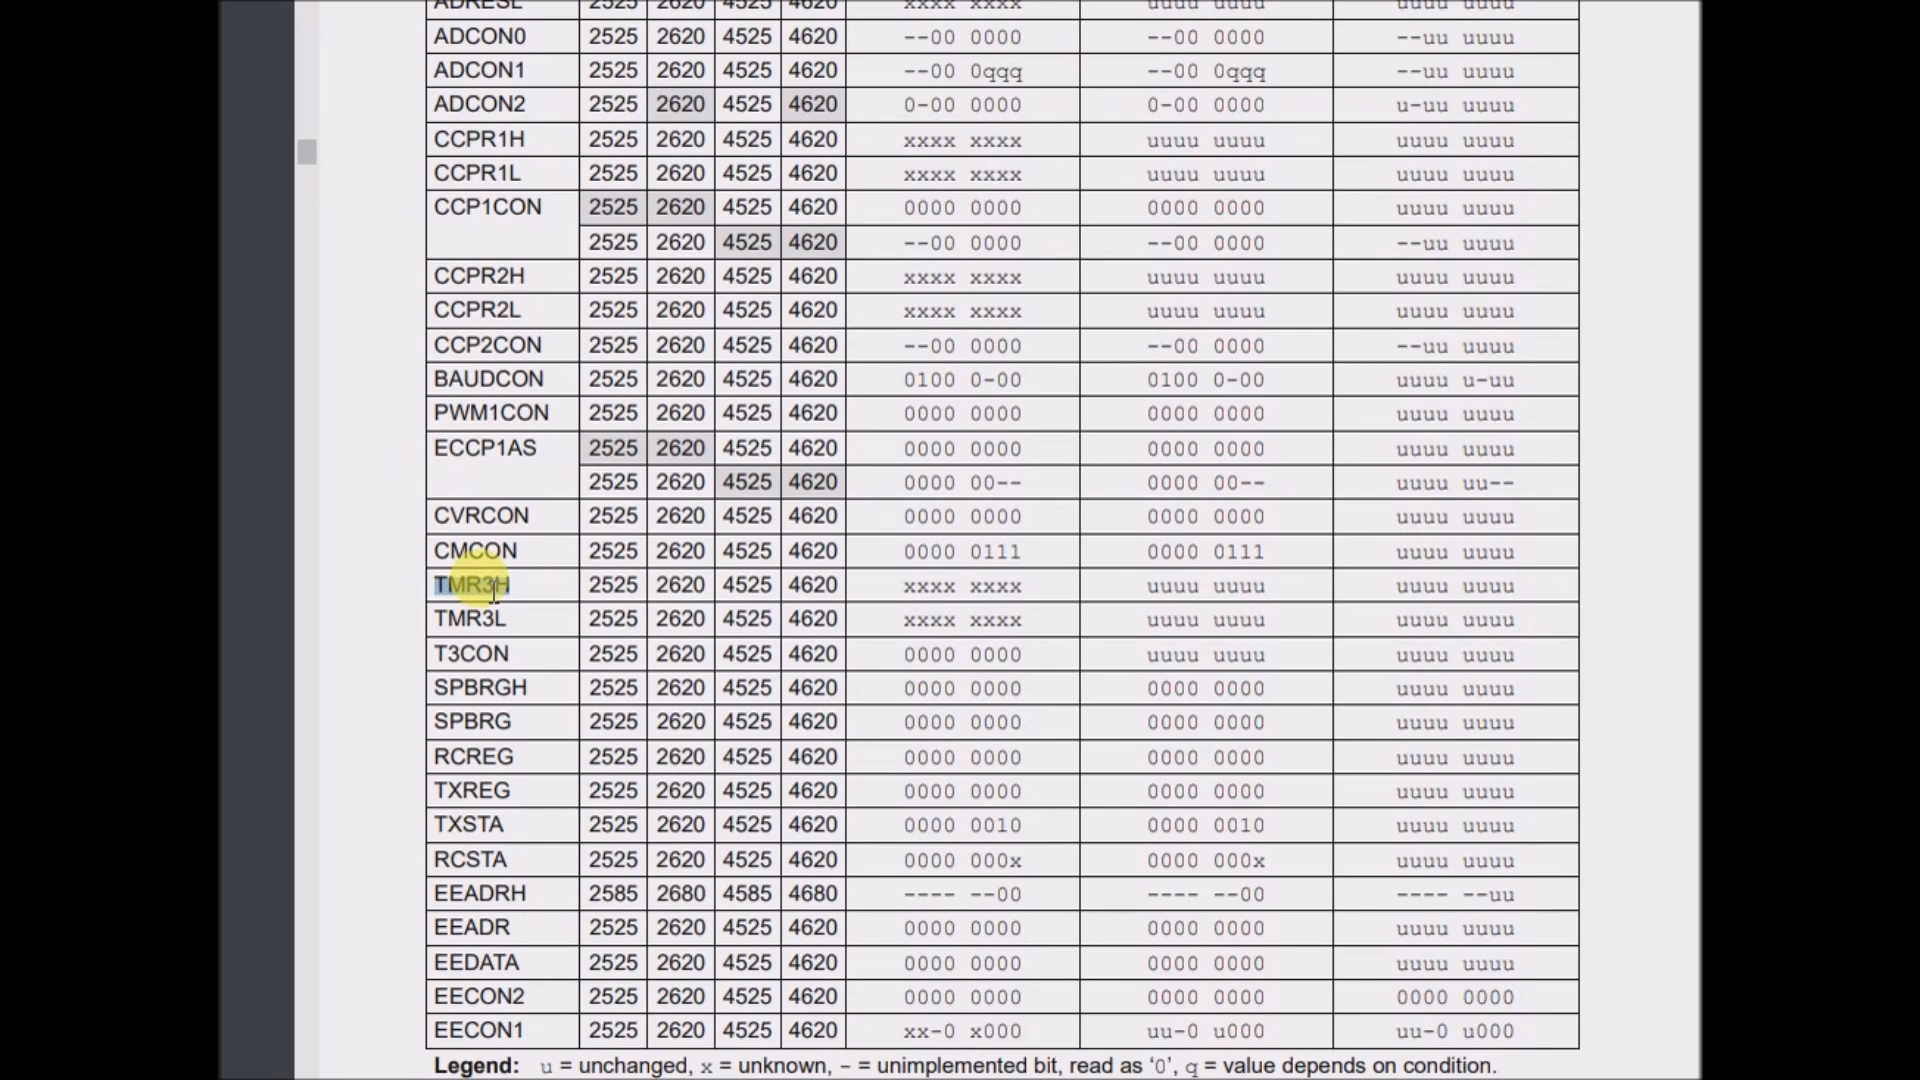 ADRESL 2525 2620 4525 4620 xxxx xxxx uuuu uuuu uuuu uuuu
ADCON0 2525 2620 4525 4620 --00 0000 --00 0000 --uu uuuu
ADCON1 2525 2620 4525 4620 --00 0qqq --00 0qqq --uu uuuu
ADCON2 2525 2620 4525 4620 0-00 0000 0-00 0000 u-uu uuuu
CCPR1H 2525 2620 4525 4620 xxxx xxxx uuuu uuuu uuuu uuuu
CCPR1L 2525 2620 4525 4620 xxxx xxxx uuuu uuuu uuuu uuuu
CCP1CON 2525 2620 4525 4620 0000 0000 0000 0000 uuuu uuuu
2525 2620 4525 4620 --00 0000 --00 0000 --uu uuuu
CCPR2H 2525 2620 4525 4620 xxxx xxxx uuuu uuuu uuuu uuuu
CCPR2L 2525 2620 4525 4620 xxxx xxxx uuuu uuuu uuuu uuuu
CCP2CON 2525 2620 4525 4620 --00 0000 --00 0000 --uu uuuu
BAUDCON 2525 2620 4525 4620 0100 0-00 0100 0-00 uuuu u-uu
PWM1CON 2525 2620 4525 4620 0000 0000 0000 0000 uuuu uuuu
ECCP1AS 2525 2620 4525 4620 0000 0000 0000 0000 uuuu uuuu
2525 2620 4525 4620 0000 00-- 0000 00-- uuuu uu--
CVRCON 2525 2620 4525 4620 0000 0000 0000 0000 uuuu uuuu
CMCON 2525 2620 4525 4620 0000 0111 0000 0111 uuuu uuuu
TMR3H 2525 2620 4525 4620 xxxx xxxx uuuu uuuu uuuu uuuu
TMR3L 2525 2620 4525 4620 xxxx xxxx uuuu uuuu uuuu uuuu
T3CON 2525 2620 4525 4620 0000 0000 uuuu uuuu uuuu uuuu
SPBRGH 2525 2620 4525 4620 0000 0000 0000 0000 uuuu uuuu
SPBRG 2525 2620 4525 4620 0000 0000 0000 0000 uuuu uuuu
RCREG 2525 2620 4525 4620 0000 0000 0000 0000 uuuu uuuu
TXREG 2525 2620 4525 4620 0000 0000 0000 0000 uuuu uuuu
TXSTA 2525 2620 4525 4620 0000 0010 0000 0010 uuuu uuuu
RCSTA 2525 2620 4525 4620 0000 000x 0000 000x uuuu uuuu
EEADRH 2585 2680 4585 4680 ---- --00 ---- --00 ---- --uu
EEADR 2525 2620 4525 4620 0000 0000 0000 0000 uuuu uuuu
EEDATA 2525 2620 4525 4620 0000 0000 0000 0000 uuuu uuuu
EECON2 2525 2620 4525 4620 0000 0000 0000 0000 0000 0000
EECON1 2525 2620 4525 4620 xx-0 x000 uu-0 u000 uu-0 u000
Legend: u = unchanged, x = unknown, – = unimplemented bit, read as ‘0’, q = value depends on condition.